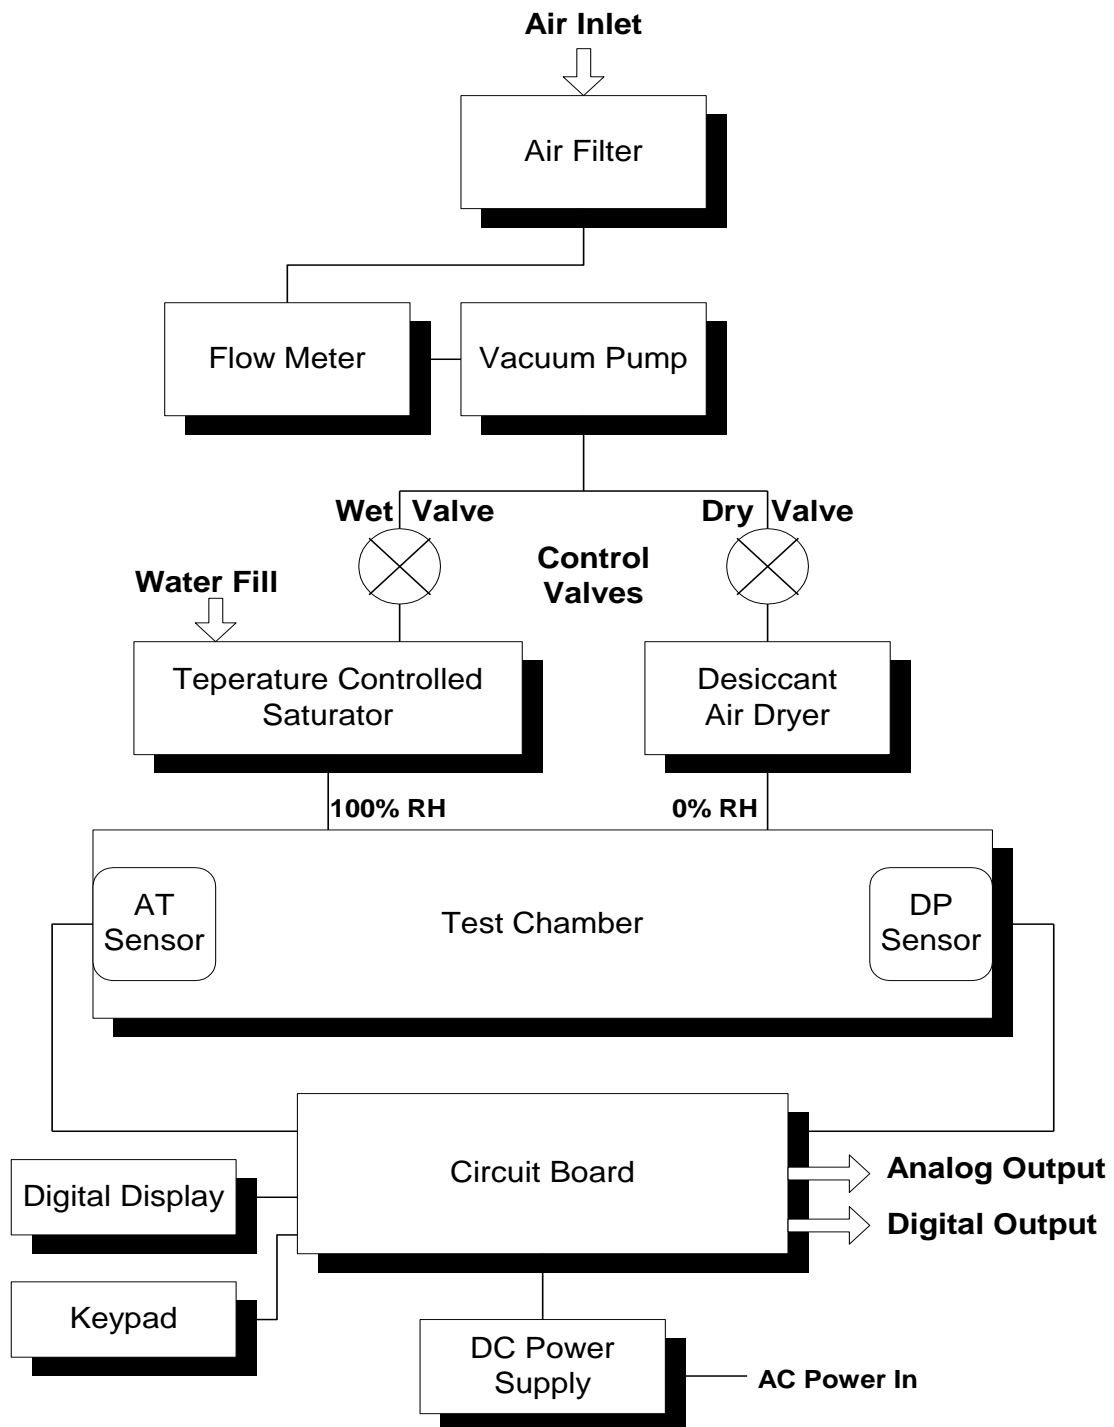 Air Inlet
Air Filter
Flow Meter
Vacuum Pump
Wet Valve
Dry Valve
Control
Valves
Water Fill
Teperature Controlled
Saturator
Desiccant
Air Dryer
100% RH
0% RH
AT
Sensor
Test Chamber
DP
Sensor
Circuit Board
Analog Output
Digital Output
Digital Display
Keypad
DC Power
Supply
AC Power In